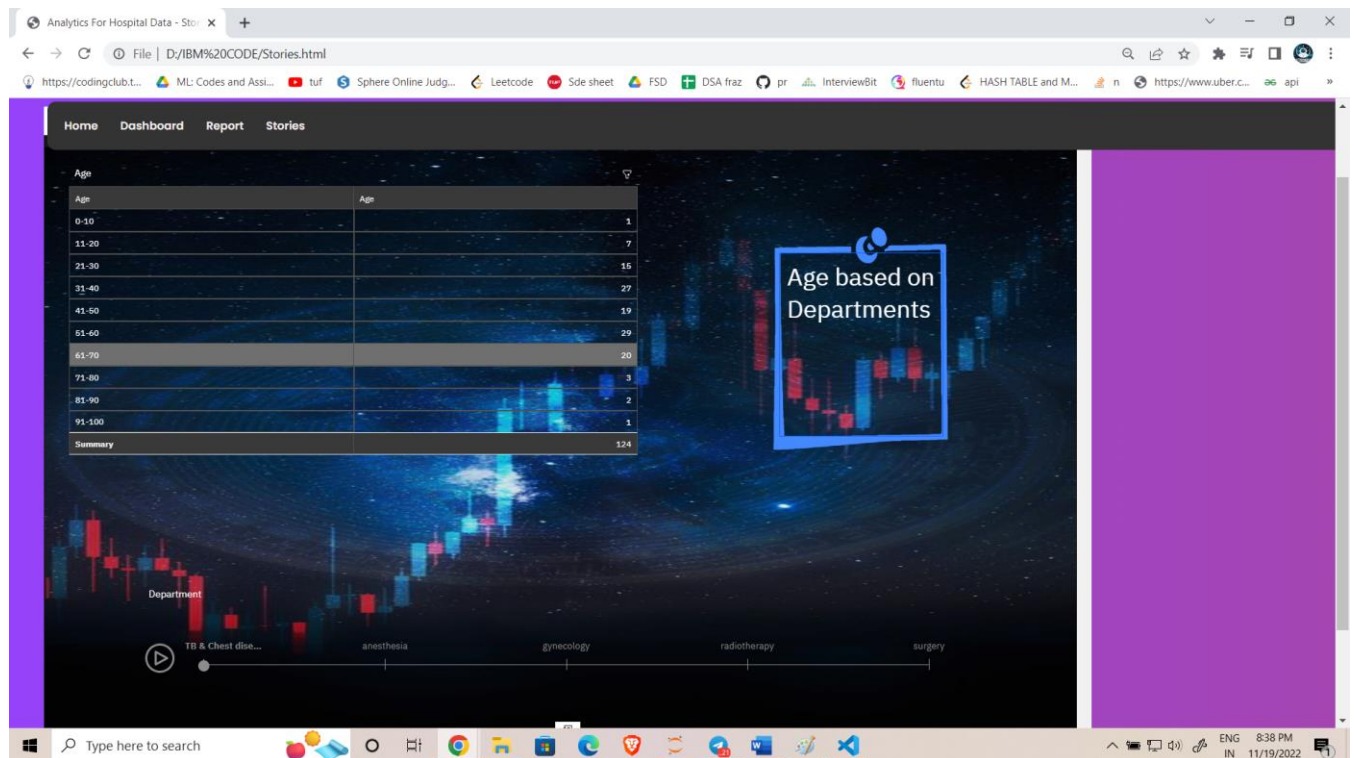 Analytics For Hospital Data - Stor
File | D:/IBM%20CODE/Stories.html
https://codingclub.t... ML: Codes and Assi... tuf Sphere Online Judg... Leetcode Sde sheet FSD DSA fraz pr InterviewBit fluentu HASH TABLE and M... n https://www.uber.c... api »
Home Dashboard Report Stories
Age
Age Age
0-10 1
11-20 7
21-30 15
31-40 27
41-50 19
51-60 29
61-70 20
71-80 3
81-90 2
91-100 1
Summary 124
Age based on
Departments
Department
TB & Chest dise... anesthesia gynecology radiotherapy surgery
Type here to search
ENG 8:38 PM
IN 11/19/2022